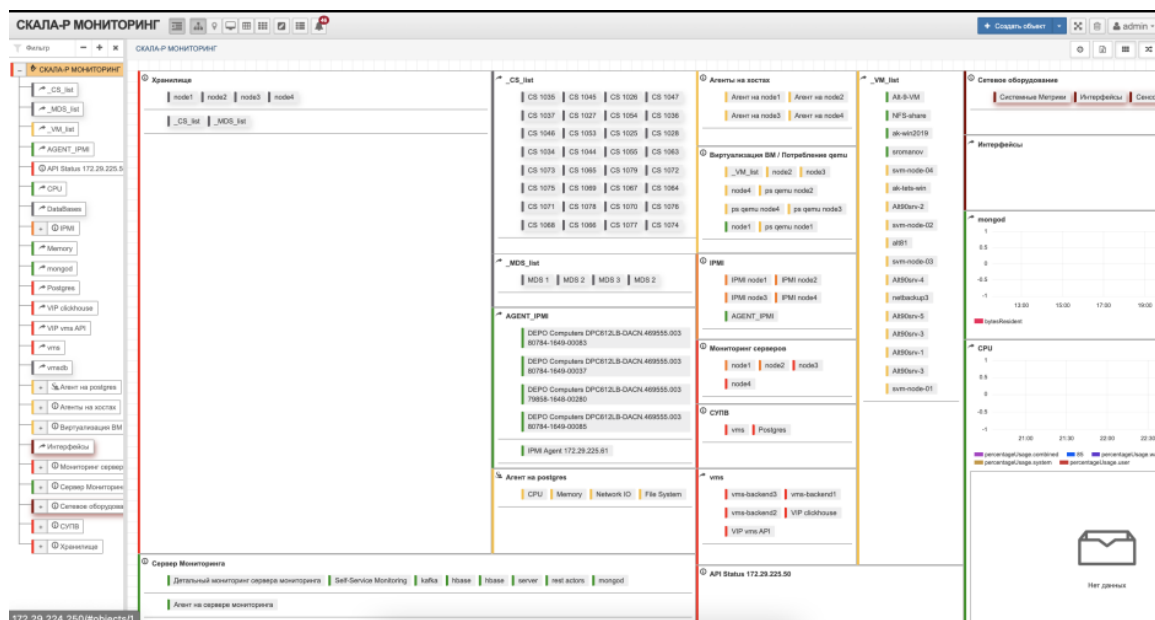 СКАЛА-Р МОНИТОРИНГ
+ Создать объект
admin
Фильтр
СКАЛА-Р МОНИТОРИНГ
СКАЛА-Р МОНИТОРИНГ
_CS_list
_MDS_list
_VM_list
AGENT_IPMI
API Status 172.29.225.5
CPU
DataBases
IPMI
Memory
mongod
Postgres
VIP clickhouse
VIP vms API
vms
vmsdb
Агент на postgres
Агенты на хостах
Виртуализация ВМ
Интерфейсы
Мониторинг сервер
Сервер Мониторин
Сетевое оборудова
СУПВ
Хранилище
172.29.224.250/#objects/1
Хранилище
node1 node2 node3 node4
_CS_list _MDS_list
_CS_list
CS 1035 CS 1045 CS 1026 CS 1047
CS 1037 CS 1027 CS 1054 CS 1036
CS 1046 CS 1053 CS 1025 CS 1028
CS 1034 CS 1044 CS 1055 CS 1063
CS 1073 CS 1065 CS 1079 CS 1072
CS 1075 CS 1069 CS 1067 CS 1064
CS 1071 CS 1078 CS 1070 CS 1076
CS 1068 CS 1066 CS 1077 CS 1074
_MDS_list
MDS 1 MDS 2 MDS 3 MDS 2
AGENT_IPMI
DEPO Computers DPC612LB-DACN.469555.003
80784-1649-00083
DEPO Computers DPC612LB-DACN.469555.003
80784-1649-00037
DEPO Computers DPC612LB-DACN.469555.003
79858-1648-00280
DEPO Computers DPC612LB-DACN.469555.003
80784-1649-00085
IPMI Agent 172.29.225.61
Агент на postgres
CPU Memory Network IO File System
Сервер Мониторинга
Детальный мониторинг сервера мониторинга Self-Service Monitoring kafka hbase hbase server rest actors mongod
Агент на сервере мониторинга
Агенты на хостах
Агент на node1 Агент на node2
Агент на node3 Агент на node4
Виртуализация ВМ / Потребление qemu
_VM_list node2 node3
node4 ps qemu node2
ps qemu node4 ps qemu node3
node1 ps qemu node1
IPMI
IPMI node1 IPMI node2
IPMI node3 IPMI node4
AGENT_IPMI
Мониторинг серверов
node1 node2 node3
node4
СУПВ
vms Postgres
vms
vms-backend3 vms-backend1
vms-backend2 VIP clickhouse
VIP vms API
API Status 172.29.225.50
_VM_list
Alt-9-VM
NFS-share
ak-win2019
sromanov
svm-node-04
ak-tets-win
Alt90srv-2
svm-node-02
alt81
svm-node-03
Alt90srv-4
netbackup3
Alt90srv-5
Alt90srv-3
Alt90srv-1
Alt90srv-3
svm-node-01
Сетевое оборудование
Системные Метрики Интерфейсы Сенсо
Интерфейсы
mongod
1
0.5
0
-0.5
-1
13:00 15:00 17:00 19:00
bytesResident
CPU
1
0.5
0
-0.5
-1
21:00 21:30 22:00 22:30
percentageUsage.combined 85 percentageUsage.wa
percentageUsage.system percentageUsage.user
Нет данных